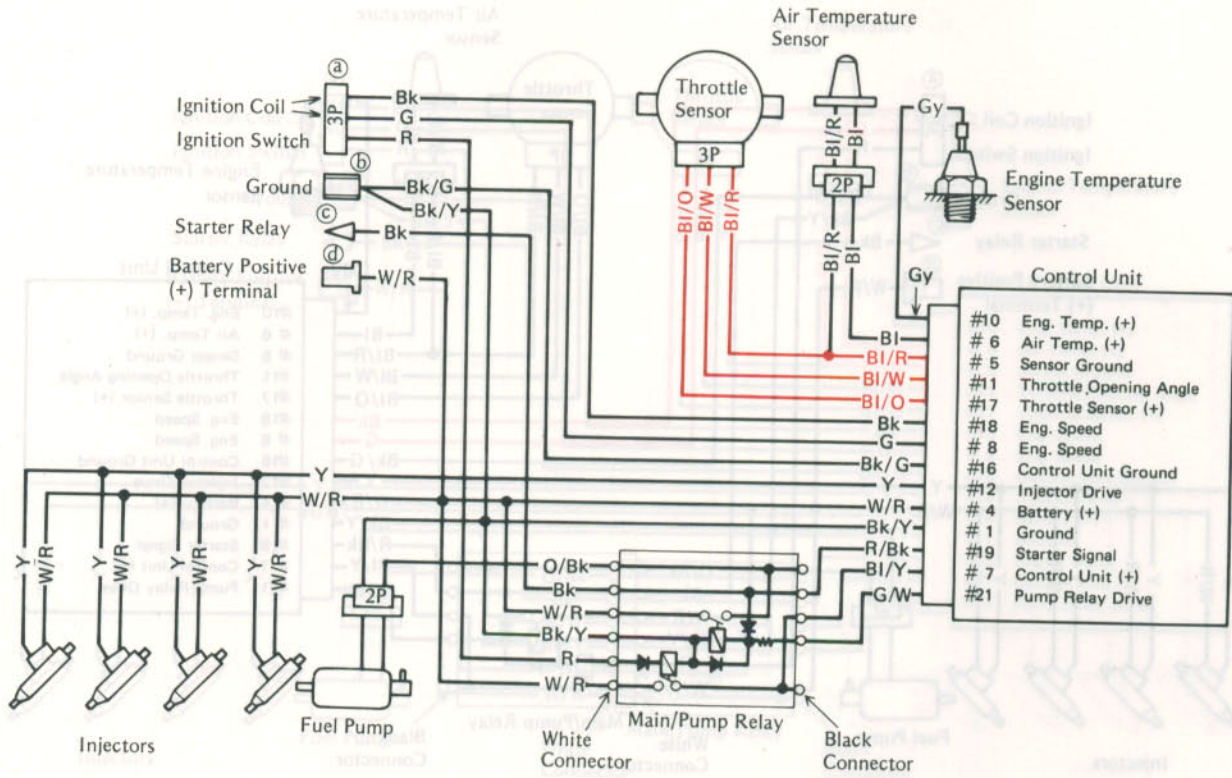 Air Temperature
Sensor
ⓐ
Ignition Coil
Ignition Switch
3P
Bk
G
R
ⓑ
Ground
Bk/G
Bk/Y
ⓒ
Starter Relay
Bk
ⓓ
Battery Positive
(+) Terminal
W/R
Throttle
Sensor
3P
Bl/O
Bl/W
Bl/R
Bl/R
Bl
2P
Bl/R
Bl
Gy
Engine Temperature
Sensor
Gy
Control Unit
#10 Eng. Temp. (+)
# 6 Air Temp. (+)
# 5 Sensor Ground
#11 Throttle Opening Angle
#17 Throttle Sensor (+)
#18 Eng. Speed
# 8 Eng. Speed
#16 Control Unit Ground
#12 Injector Drive
# 4 Battery (+)
# 1 Ground
#19 Starter Signal
# 7 Control Unit (+)
#21 Pump Relay Drive
Bl
Bl/R
Bl/W
Bl/O
Bk
G
Bk/G
Y
W/R
Bk/Y
R/Bk
Bl/Y
G/W
Y
W/R
Y
W/R
Y
W/R
Y
W/R
Y
W/R
Injectors
2P
Fuel Pump
O/Bk
Bk
W/R
Bk/Y
R
W/R
Main/Pump Relay
White
Connector
Black
Connector